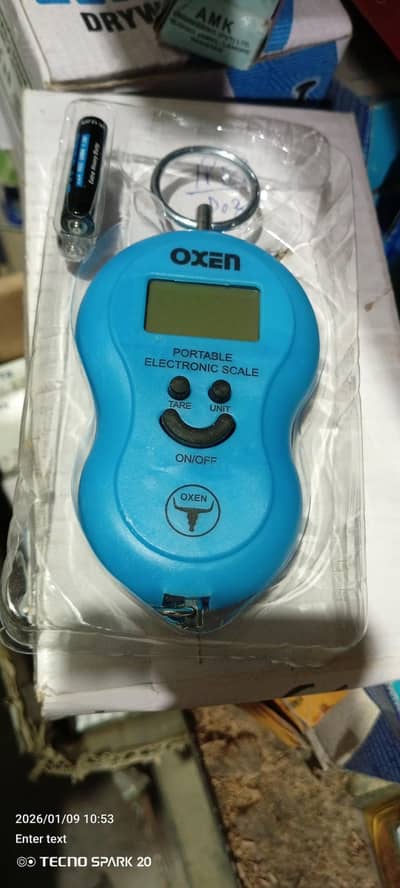 DRYW
AMK
OXEN
PORTABLE
ELECTRONIC SCALE
TARE UNIT
ON/OFF
OXEN
2026/01/09 10:53
Enter text
TECNO SPARK 20